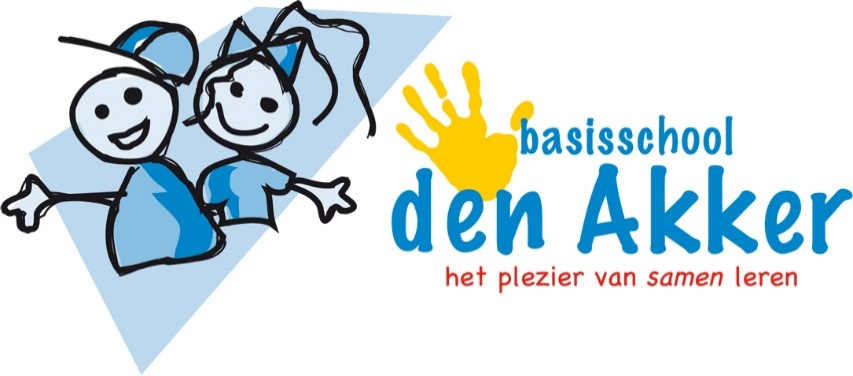 basisschool
den Akker
het plezier van samen leren